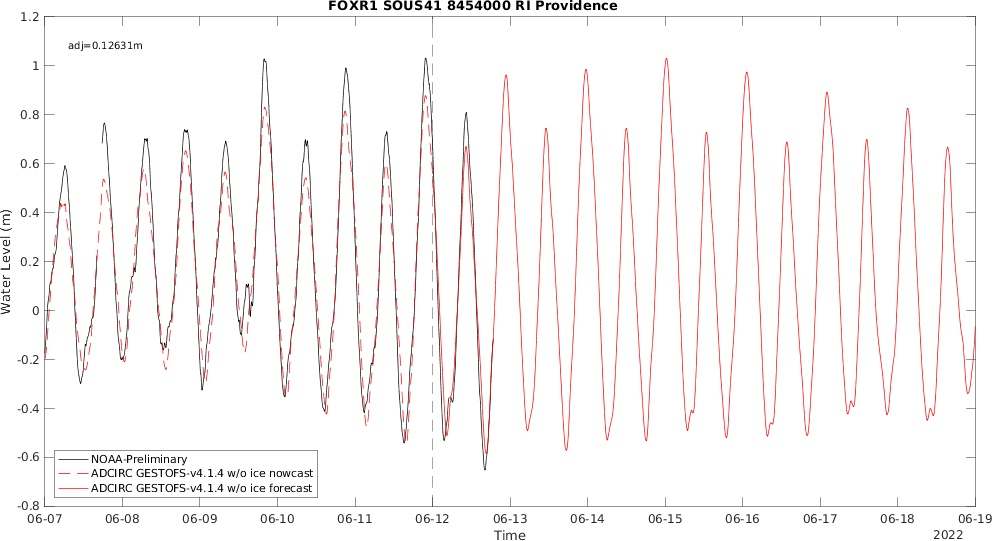 FOXR1 SOUS41 8454000 RI Providence
adj=0.12631m
Water Level (m)
1.2
1
0.8
0.6
0.4
0.2
0
-0.2
-0.4
-0.6
-0.8
NOAA-Preliminary
ADCIRC GESTOFS-v4.1.4 w/o ice nowcast
ADCIRC GESTOFS-v4.1.4 w/o ice forecast
06-07 06-08 06-09 06-10 06-11 06-12 06-13 06-14 06-15 06-16 06-17 06-18 06-19
Time
2022